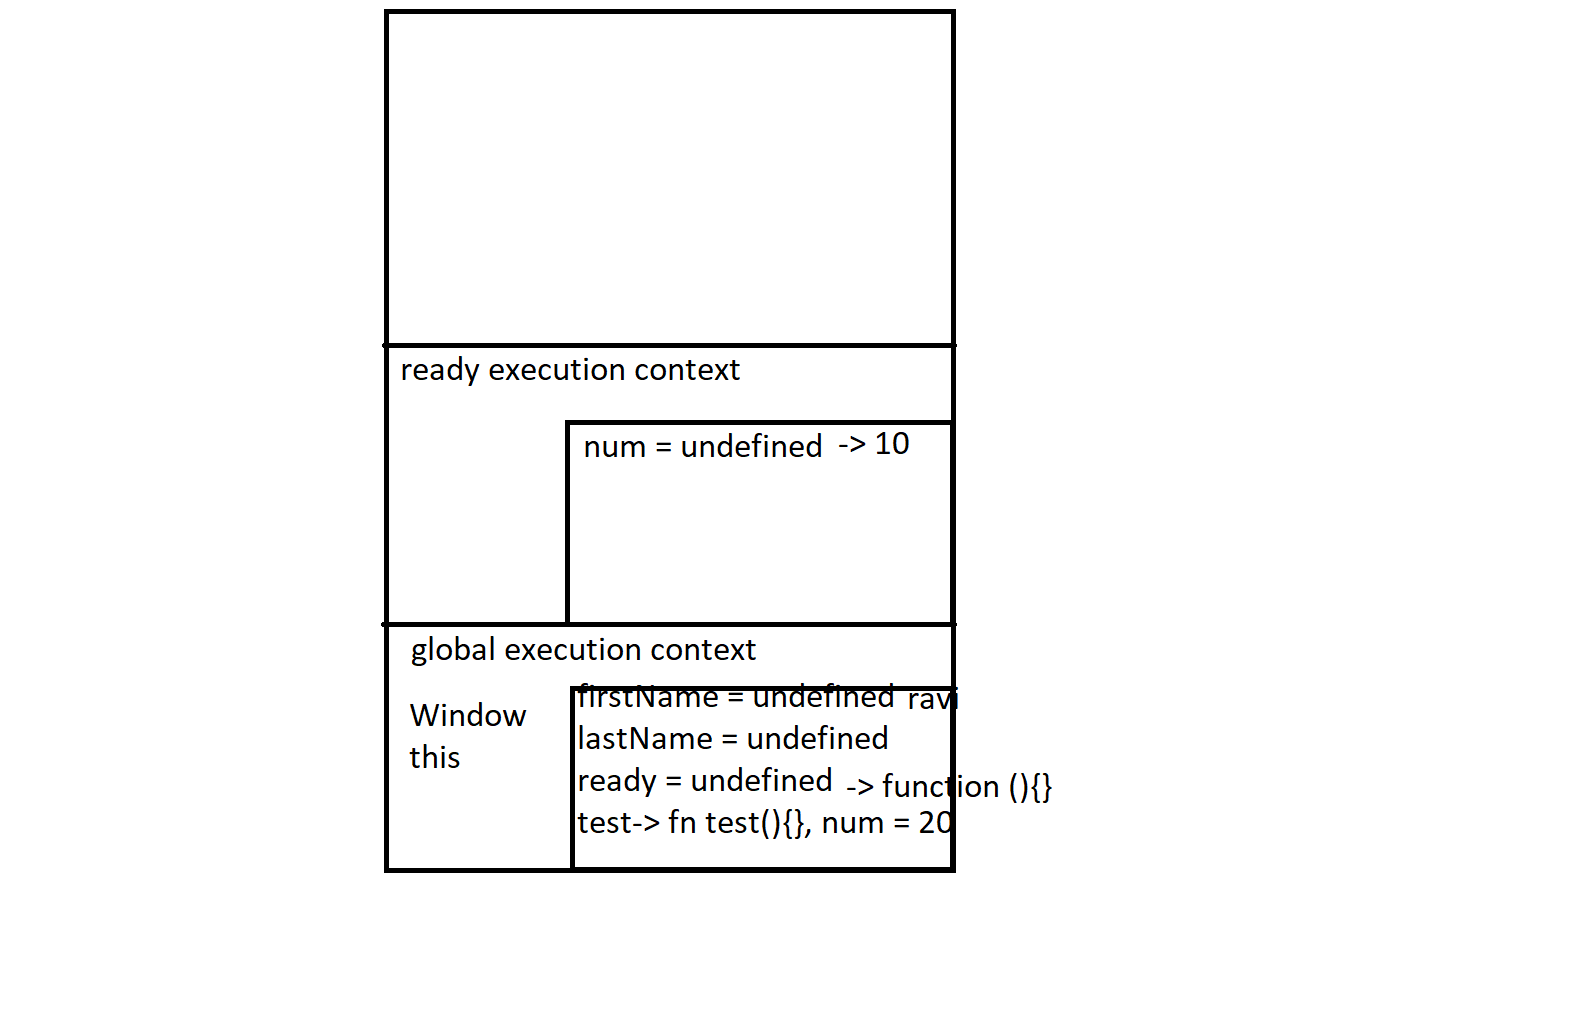 ready execution context
num = undefined -> 10
global execution context
Window
this
firstName = undefined ravi
lastName = undefined
ready = undefined -> function (){}
test-> fn test(){}, num = 20